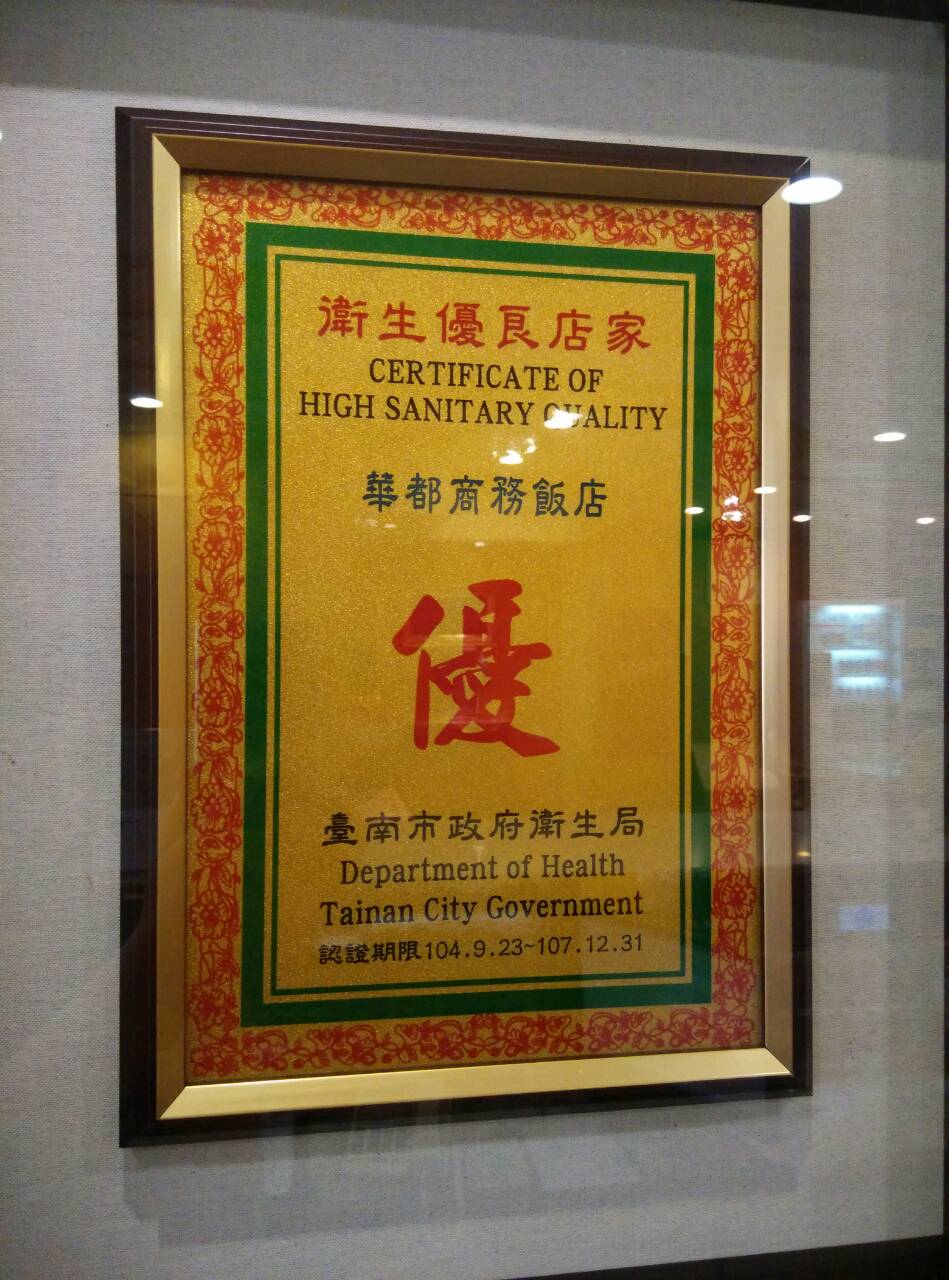 衛生優良店家
CERTIFICATE OF
HIGH SANITARY QUALITY
華都商務飯店
優
臺南市政府衛生局
Department of Health
Tainan City Government
認證期限104.9.23~107.12.31